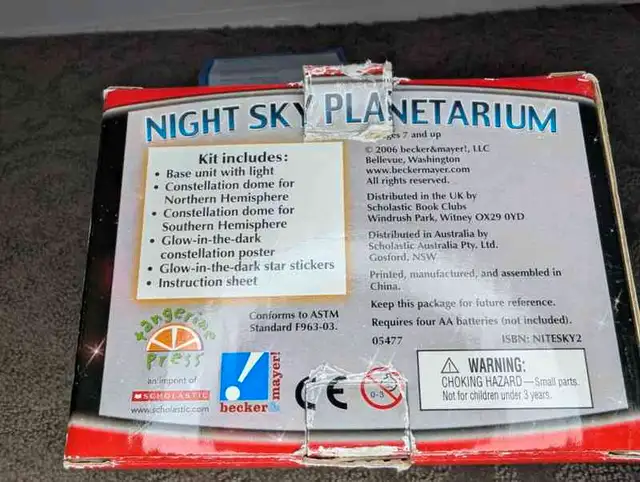 NIGHT SKY PLANETARIUM
Kit includes:
• Base unit with light
• Constellation dome for
Northern Hemisphere
• Constellation dome for
Southern Hemisphere
• Glow-in-the-dark
constellation poster
• Glow-in-the-dark star stickers
• Instruction sheet
ages 7 and up
© 2006 becker&mayer!, LLC
Bellevue, Washington
www.beckermayer.com
All rights reserved.
Distributed in the UK by
Scholastic Book Clubs
Windrush Park, Witney OX29 0YD
Distributed in Australia by
Scholastic Australia Pty. Ltd.
Gosford, NSW
Printed, manufactured, and assembled in
China.
Keep this package for future reference.
Requires four AA batteries (not included).
05477 ISBN: NITESKY2
tangerine
press
an imprint of
SCHOLASTIC
www.scholastic.com
Conforms to ASTM
Standard F963-03.
becker&mayer!
CE
0-3
WARNING:
CHOKING HAZARD—Small parts.
Not for children under 3 years.